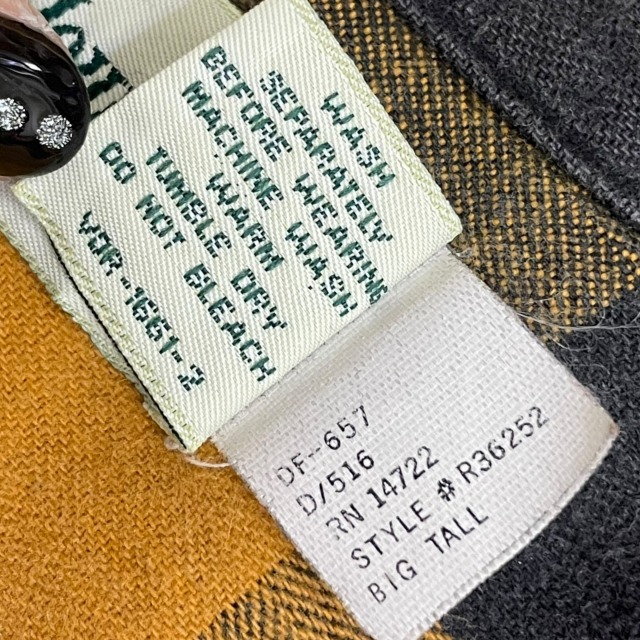 WASH
SEPARATELY
BEFORE WEARING
MACHINE WASH
WARM
TUMBLE DRY
DO NOT BLEACH
VBR-1661-2
DF-657
D/516
RN 14722
STYLE # R36252
BIG TALL